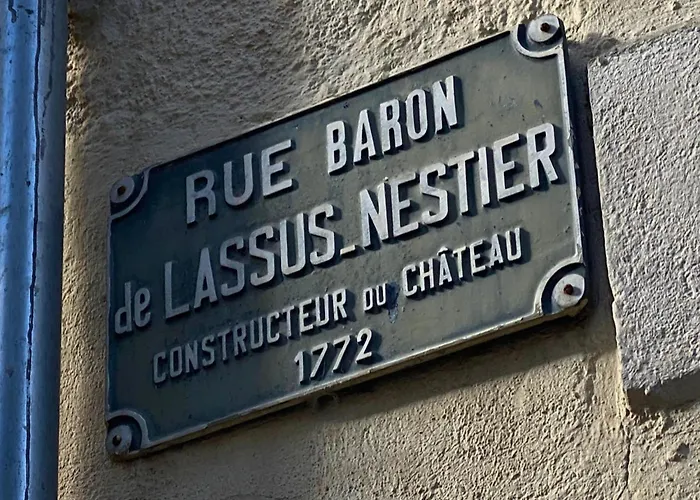 RUE BARON
de LASSUS-NESTIER
CONSTRUCTEUR DU CHÂTEAU
1772